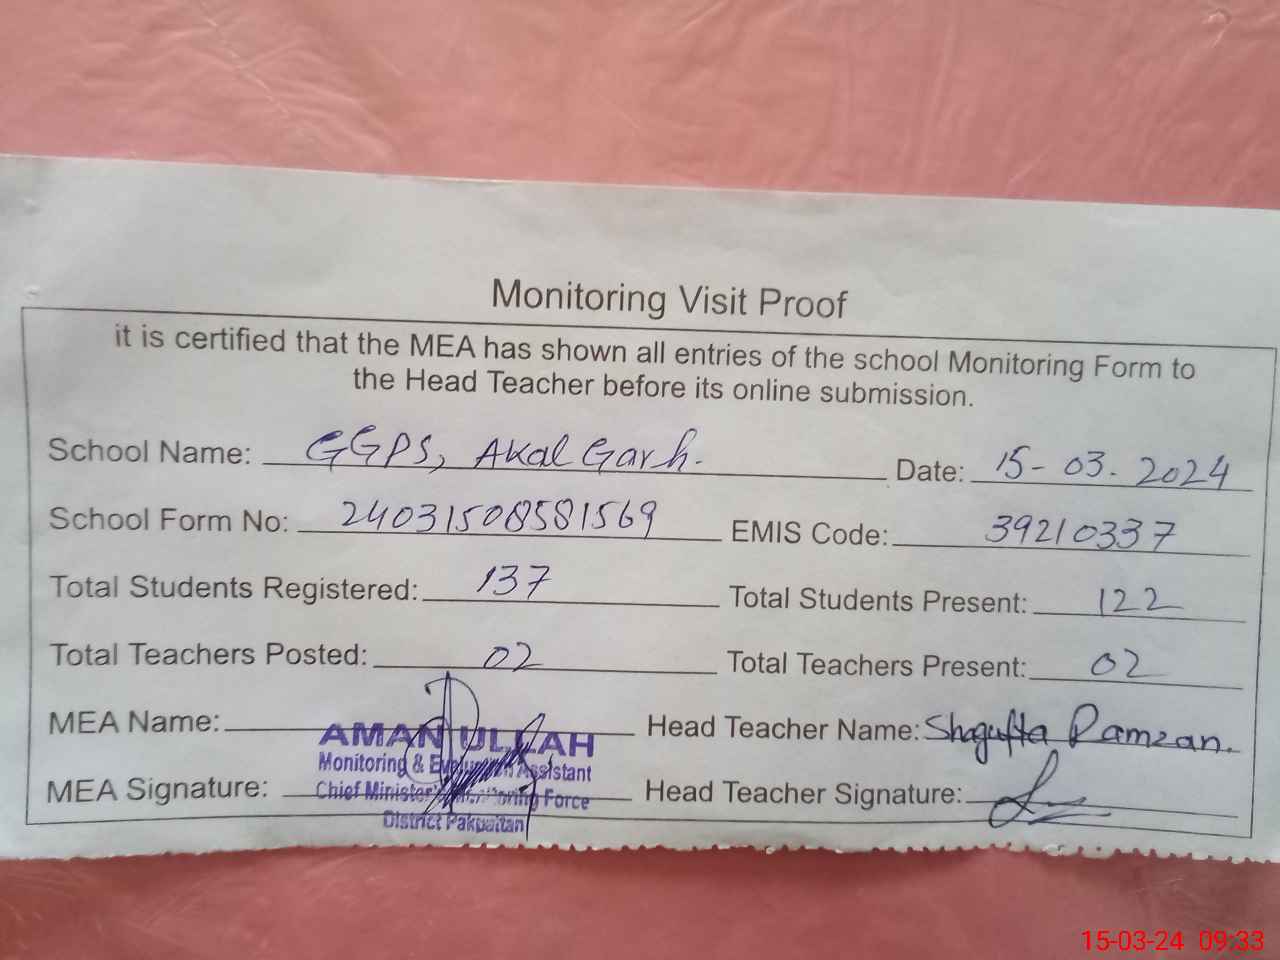 Monitoring Visit Proof
it is certified that the MEA has shown all entries of the school Monitoring Form to
the Head Teacher before its online submission.
School Name: GGPS, Akal Garh. Date: 15-03-2024
School Form No: 24031508581569 EMIS Code: 39210337
Total Students Registered: 137 Total Students Present: 122
Total Teachers Posted: 02 Total Teachers Present: 02
MEA Name: AMAN ULLAH Head Teacher Name: Shagufta Ramzan.
Monitoring & Evaluation Assistant
MEA Signature: Chief Minister's Monitoring Force Head Teacher Signature:
District Pakpattan
15-03-24 09:33